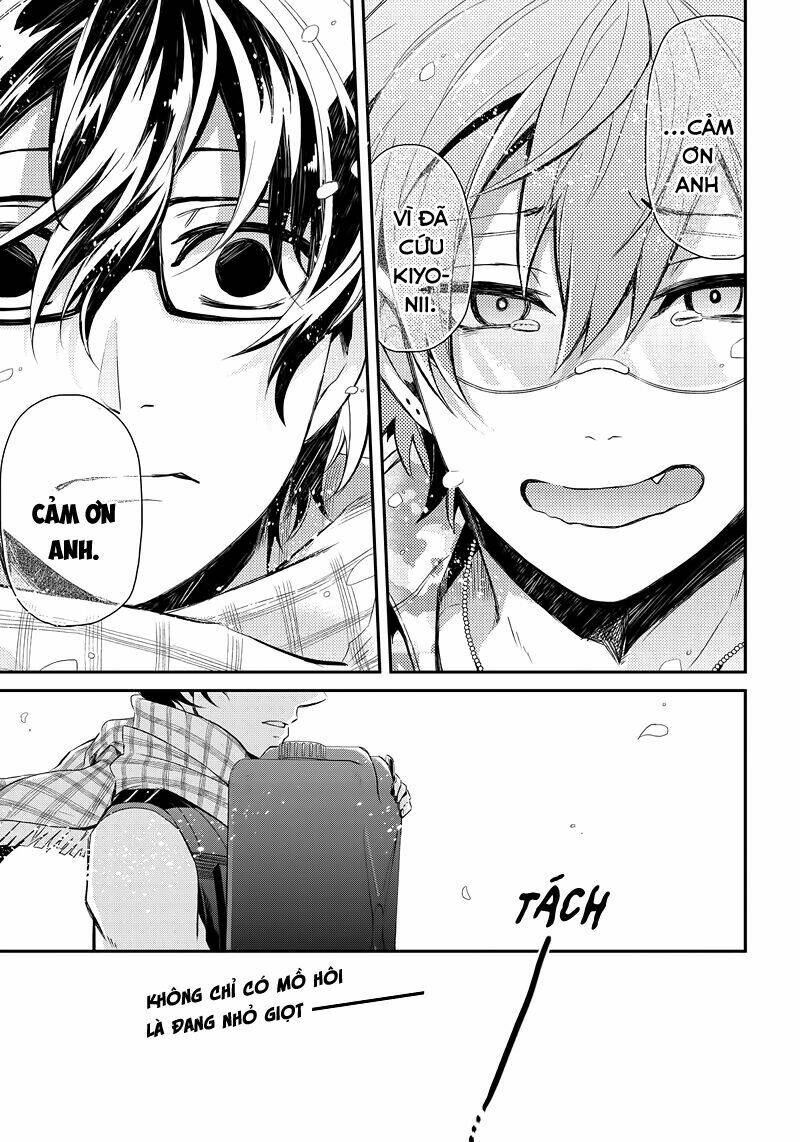 ...CẢM
ƠN
ANH
VÌ ĐÃ
CỨU
KIYO-
NII.
CẢM ƠN
ANH.
TÁCH
KHÔNG CHỈ CÓ MỒ HÔI
LÀ ĐANG NHỎ GIỌT